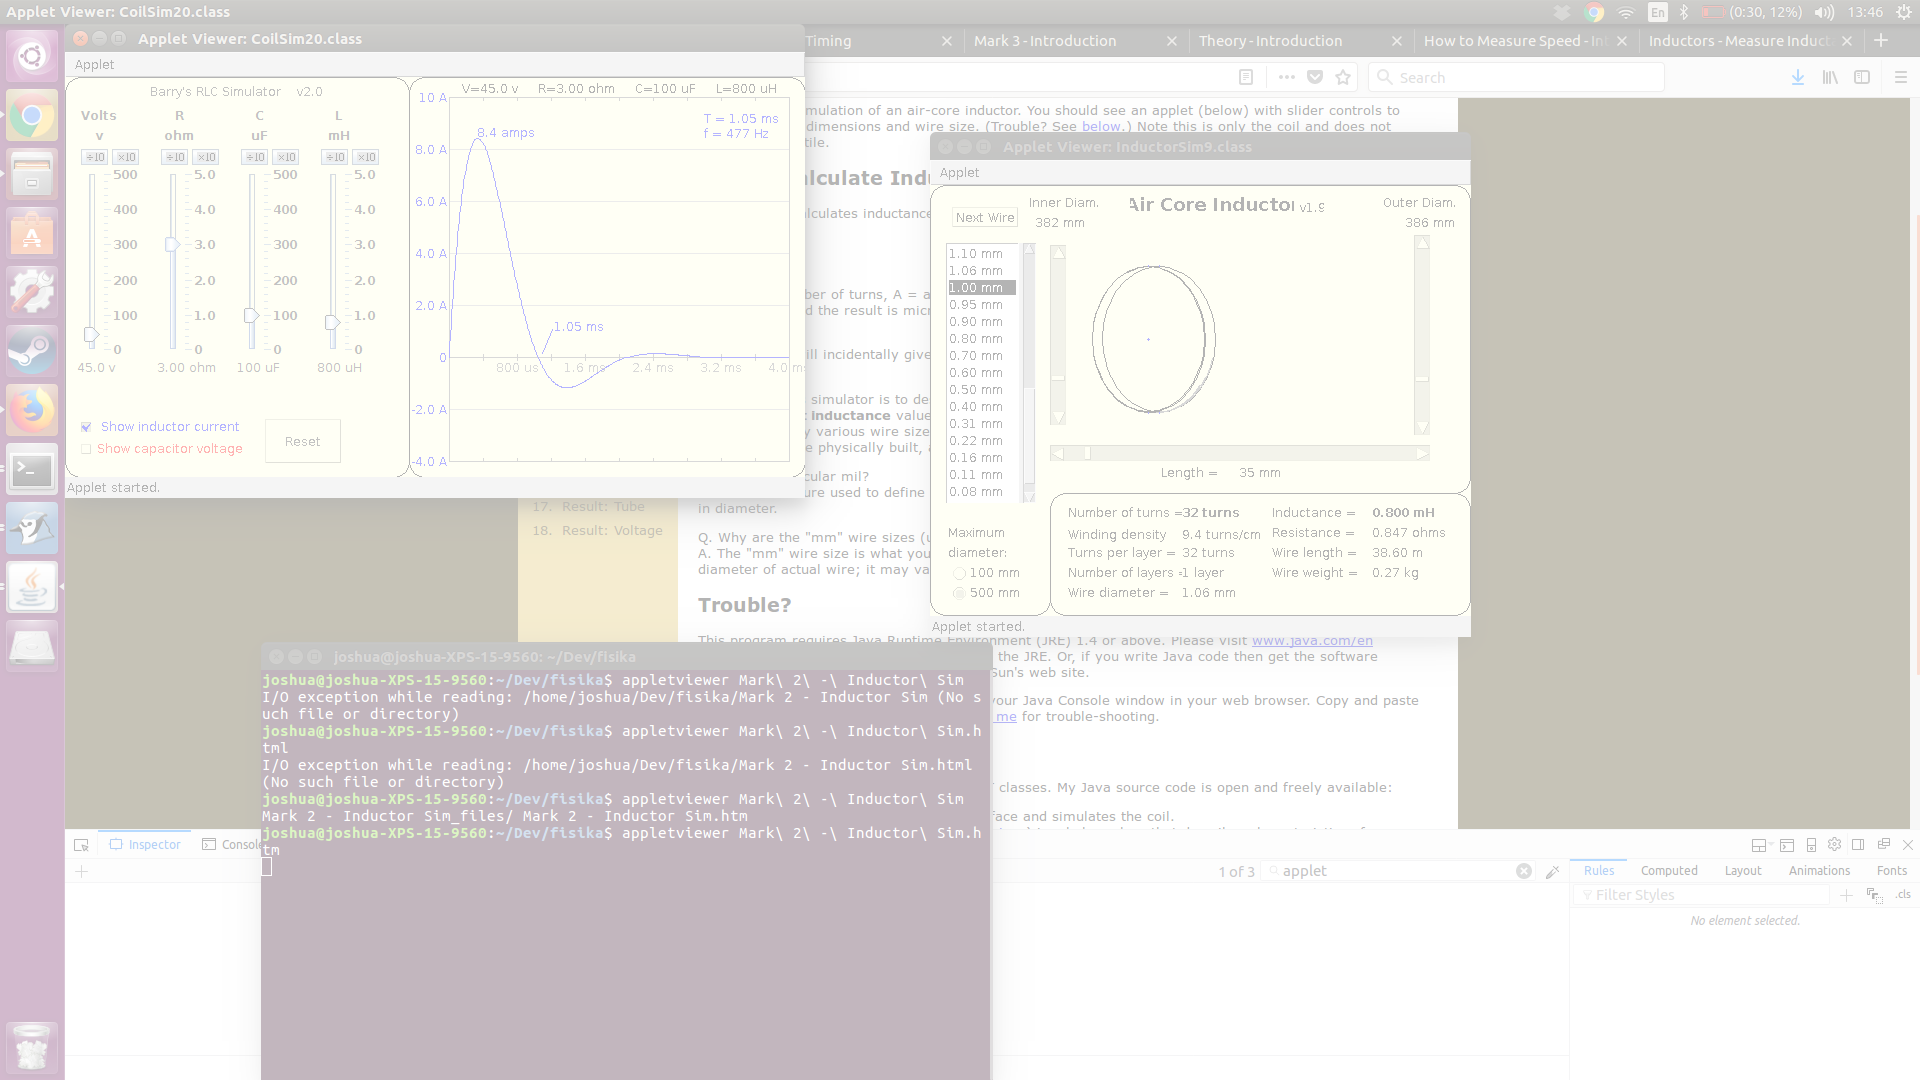 Applet Viewer: CoilSim20.class
En
(0:30, 12%)
13:46
Applet Viewer: CoilSim20.class
Applet
Barry's RLC Simulator v2.0
Volts R C L
v ohm uF mH
÷10 ×10 ÷10 ×10 ÷10 ×10 ÷10 ×10
500 5.0 500 5.0
400 4.0 400 4.0
300 3.0 300 3.0
200 2.0 200 2.0
100 1.0 100 1.0
0 0 0 0
45.0 v 3.00 ohm 100 uF 800 uH
Show inductor current
Show capacitor voltage
Reset
V=45.0 v R=3.00 ohm C=100 uF L=800 uH
10 A
T = 1.05 ms
f = 477 Hz
8.4 amps
8.0 A
6.0 A
4.0 A
2.0 A
1.05 ms
0
800 us 1.6 ms 2.4 ms 3.2 ms 4.0 m
-2.0 A
-4.0 A
Applet started.
Timing
Mark 3 - Introduction
Theory - Introduction
How to Measure Speed - In
Inductors - Measure Induct
Search
mulation of an air-core inductor. You should see an applet (below) with slider controls to
dimensions and wire size. (Trouble? See below.) Note this is only the coil and does not
tile.
lculate Indu
lculates inductance
ber of turns, A = a
d the result is micr
ill incidentally give
simulator is to de
t inductance value
y various wire size
e physically built, a
cular mil?
ure used to define
in diameter.
Q. Why are the "mm" wire sizes (u
A. The "mm" wire size is what you
diameter of actual wire; it may va
Trouble?
This program requires Java Runtime Environment (JRE) 1.4 or above. Please visit www.java.com/en
the JRE. Or, if you write Java code then get the software
Sun's web site.
your Java Console window in your web browser. Copy and paste
me for trouble-shooting.
classes. My Java source code is open and freely available:
face and simulates the coil.
17. Result: Tube
18. Result: Voltage
Applet Viewer: InductorSim9.class
Applet
Next Wire
Inner Diam.
382 mm
Air Core Inductor v1.9
Outer Diam.
386 mm
1.10 mm
1.06 mm
1.00 mm
0.95 mm
0.90 mm
0.80 mm
0.70 mm
0.60 mm
0.50 mm
0.40 mm
0.31 mm
0.22 mm
0.16 mm
0.11 mm
0.08 mm
Length = 35 mm
Maximum
diameter:
100 mm
500 mm
Number of turns =32 turns Inductance = 0.800 mH
Winding density 9.4 turns/cm Resistance = 0.847 ohms
Turns per layer = 32 turns Wire length = 38.60 m
Number of layers =1 layer Wire weight = 0.27 kg
Wire diameter = 1.06 mm
Applet started.
joshua@joshua-XPS-15-9560: ~/Dev/fisika
joshua@joshua-XPS-15-9560:~/Dev/fisika$ appletviewer Mark\ 2\ -\ Inductor\ Sim
I/O exception while reading: /home/joshua/Dev/fisika/Mark 2 - Inductor Sim (No s
uch file or directory)
joshua@joshua-XPS-15-9560:~/Dev/fisika$ appletviewer Mark\ 2\ -\ Inductor\ Sim.h
tml
I/O exception while reading: /home/joshua/Dev/fisika/Mark 2 - Inductor Sim.html
(No such file or directory)
joshua@joshua-XPS-15-9560:~/Dev/fisika$ appletviewer Mark\ 2\ -\ Inductor\ Sim
Mark 2 - Inductor Sim_files/ Mark 2 - Inductor Sim.htm
joshua@joshua-XPS-15-9560:~/Dev/fisika$ appletviewer Mark\ 2\ -\ Inductor\ Sim.h
tm
Inspector
Consol
1 of 3
applet
Rules Computed Layout Animations Fonts
Filter Styles
.cls
No element selected.